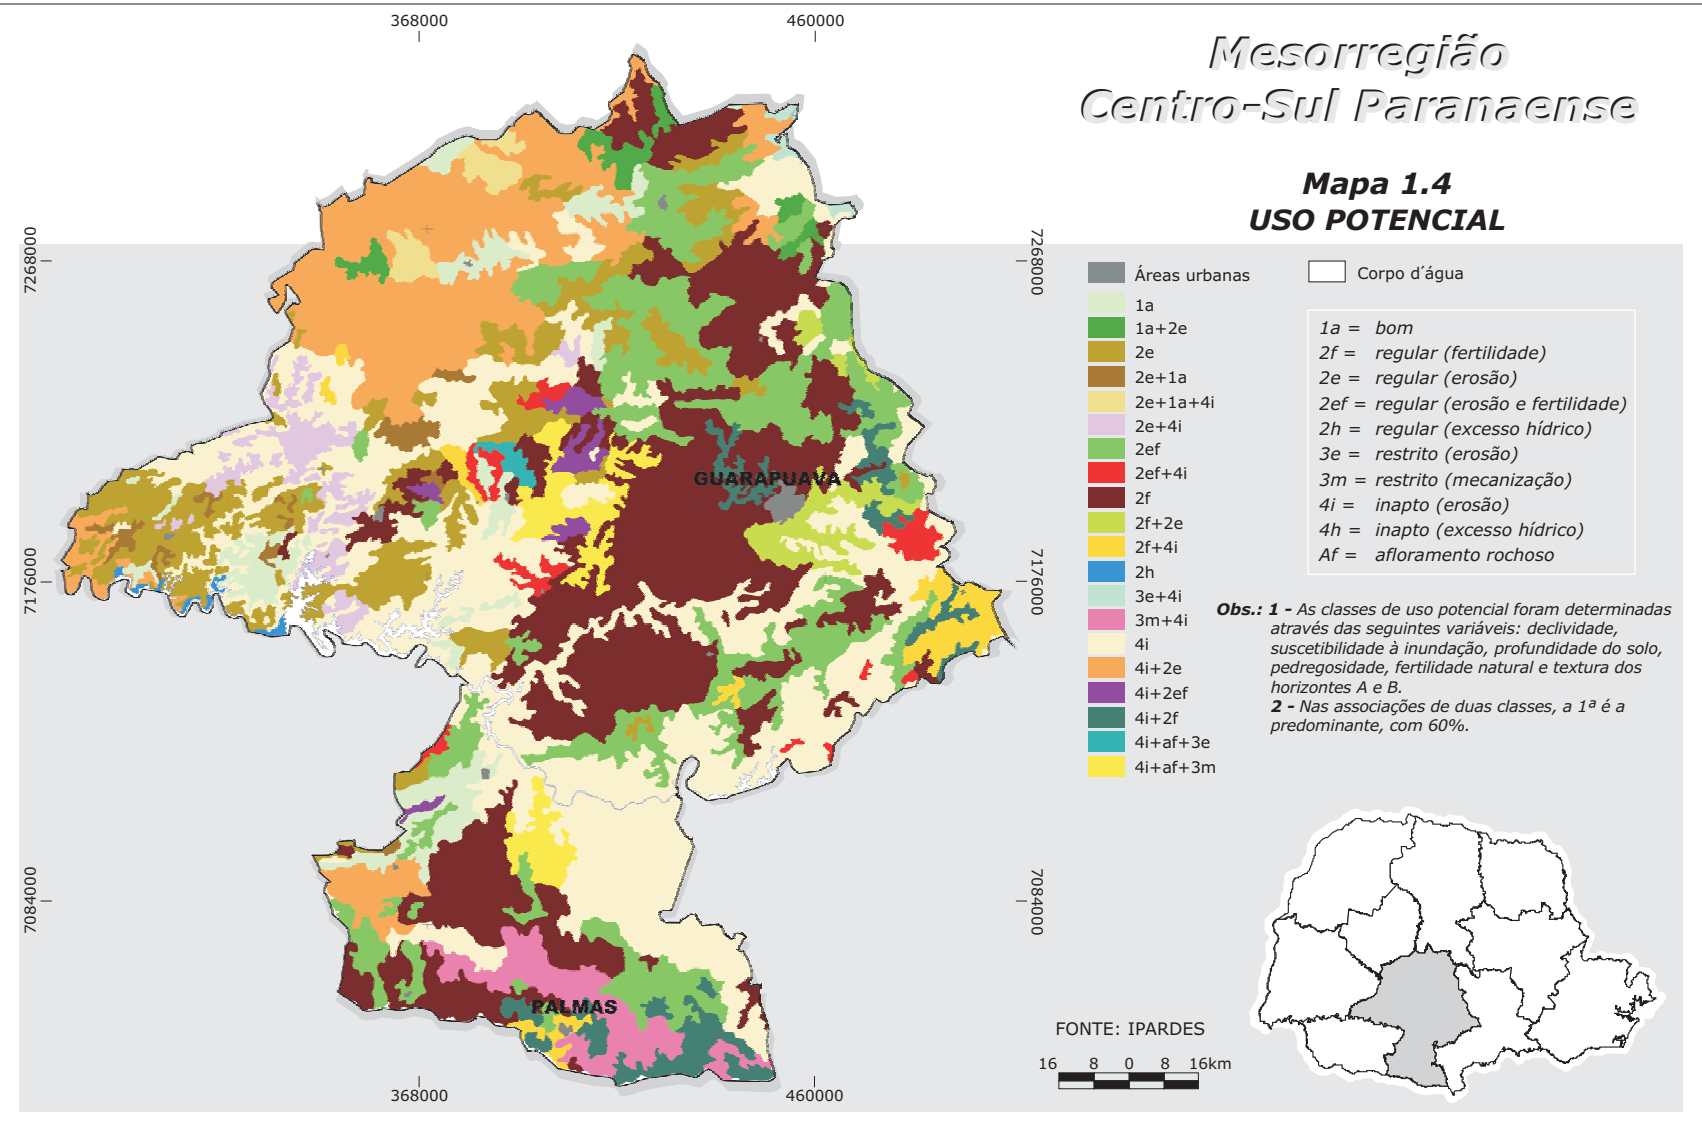 368000
460000
Mesorregião
Centro-Sul Paranaense
Mapa 1.4
USO POTENCIAL
7268000
7268000
Áreas urbanas
Corpo d´água
1a
1a+2e
2e
2e+1a
2e+1a+4i
2e+4i
2ef
2ef+4i
2f
2f+2e
2f+4i
2h
3e+4i
3m+4i
4i
4i+2e
4i+2ef
4i+2f
4i+af+3e
4i+af+3m
1a = bom
2f = regular (fertilidade)
2e = regular (erosão)
2ef = regular (erosão e fertilidade)
2h = regular (excesso hídrico)
3e = restrito (erosão)
3m = restrito (mecanização)
4i = inapto (erosão)
4h = inapto (excesso hídrico)
Af = afloramento rochoso
GUARAPUAVA
7176000
7176000
Obs.: 1 - As classes de uso potencial foram determinadas
através das seguintes variáveis: declividade,
suscetibilidade à inundação, profundidade do solo,
pedregosidade, fertilidade natural e textura dos
horizontes A e B.
2 - Nas associações de duas classes, a 1ª é a
predominante, com 60%.
7084000
7084000
PALMAS
FONTE: IPARDES
16 8 0 8 16km
368000
460000